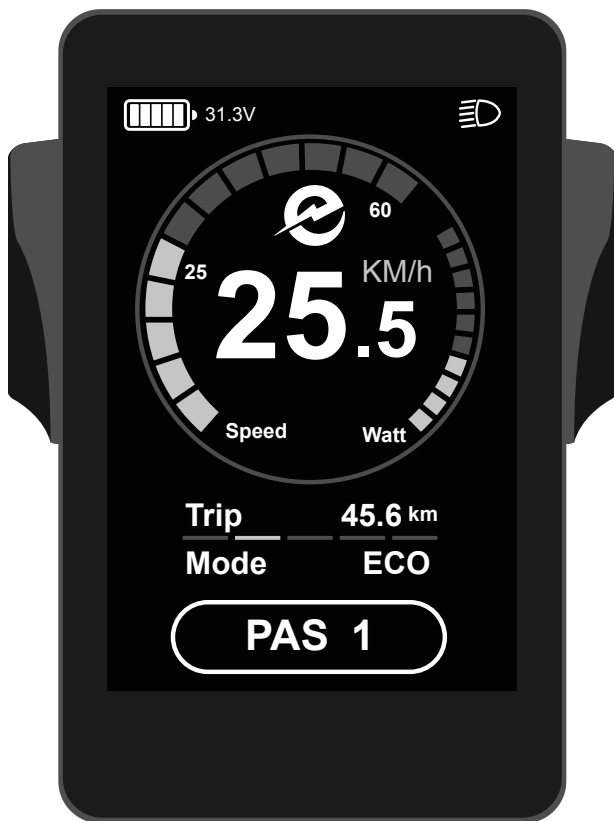 31.3V
60
25
KM/h
25.5
Speed Watt
Trip 45.6 km
Mode ECO
PAS 1